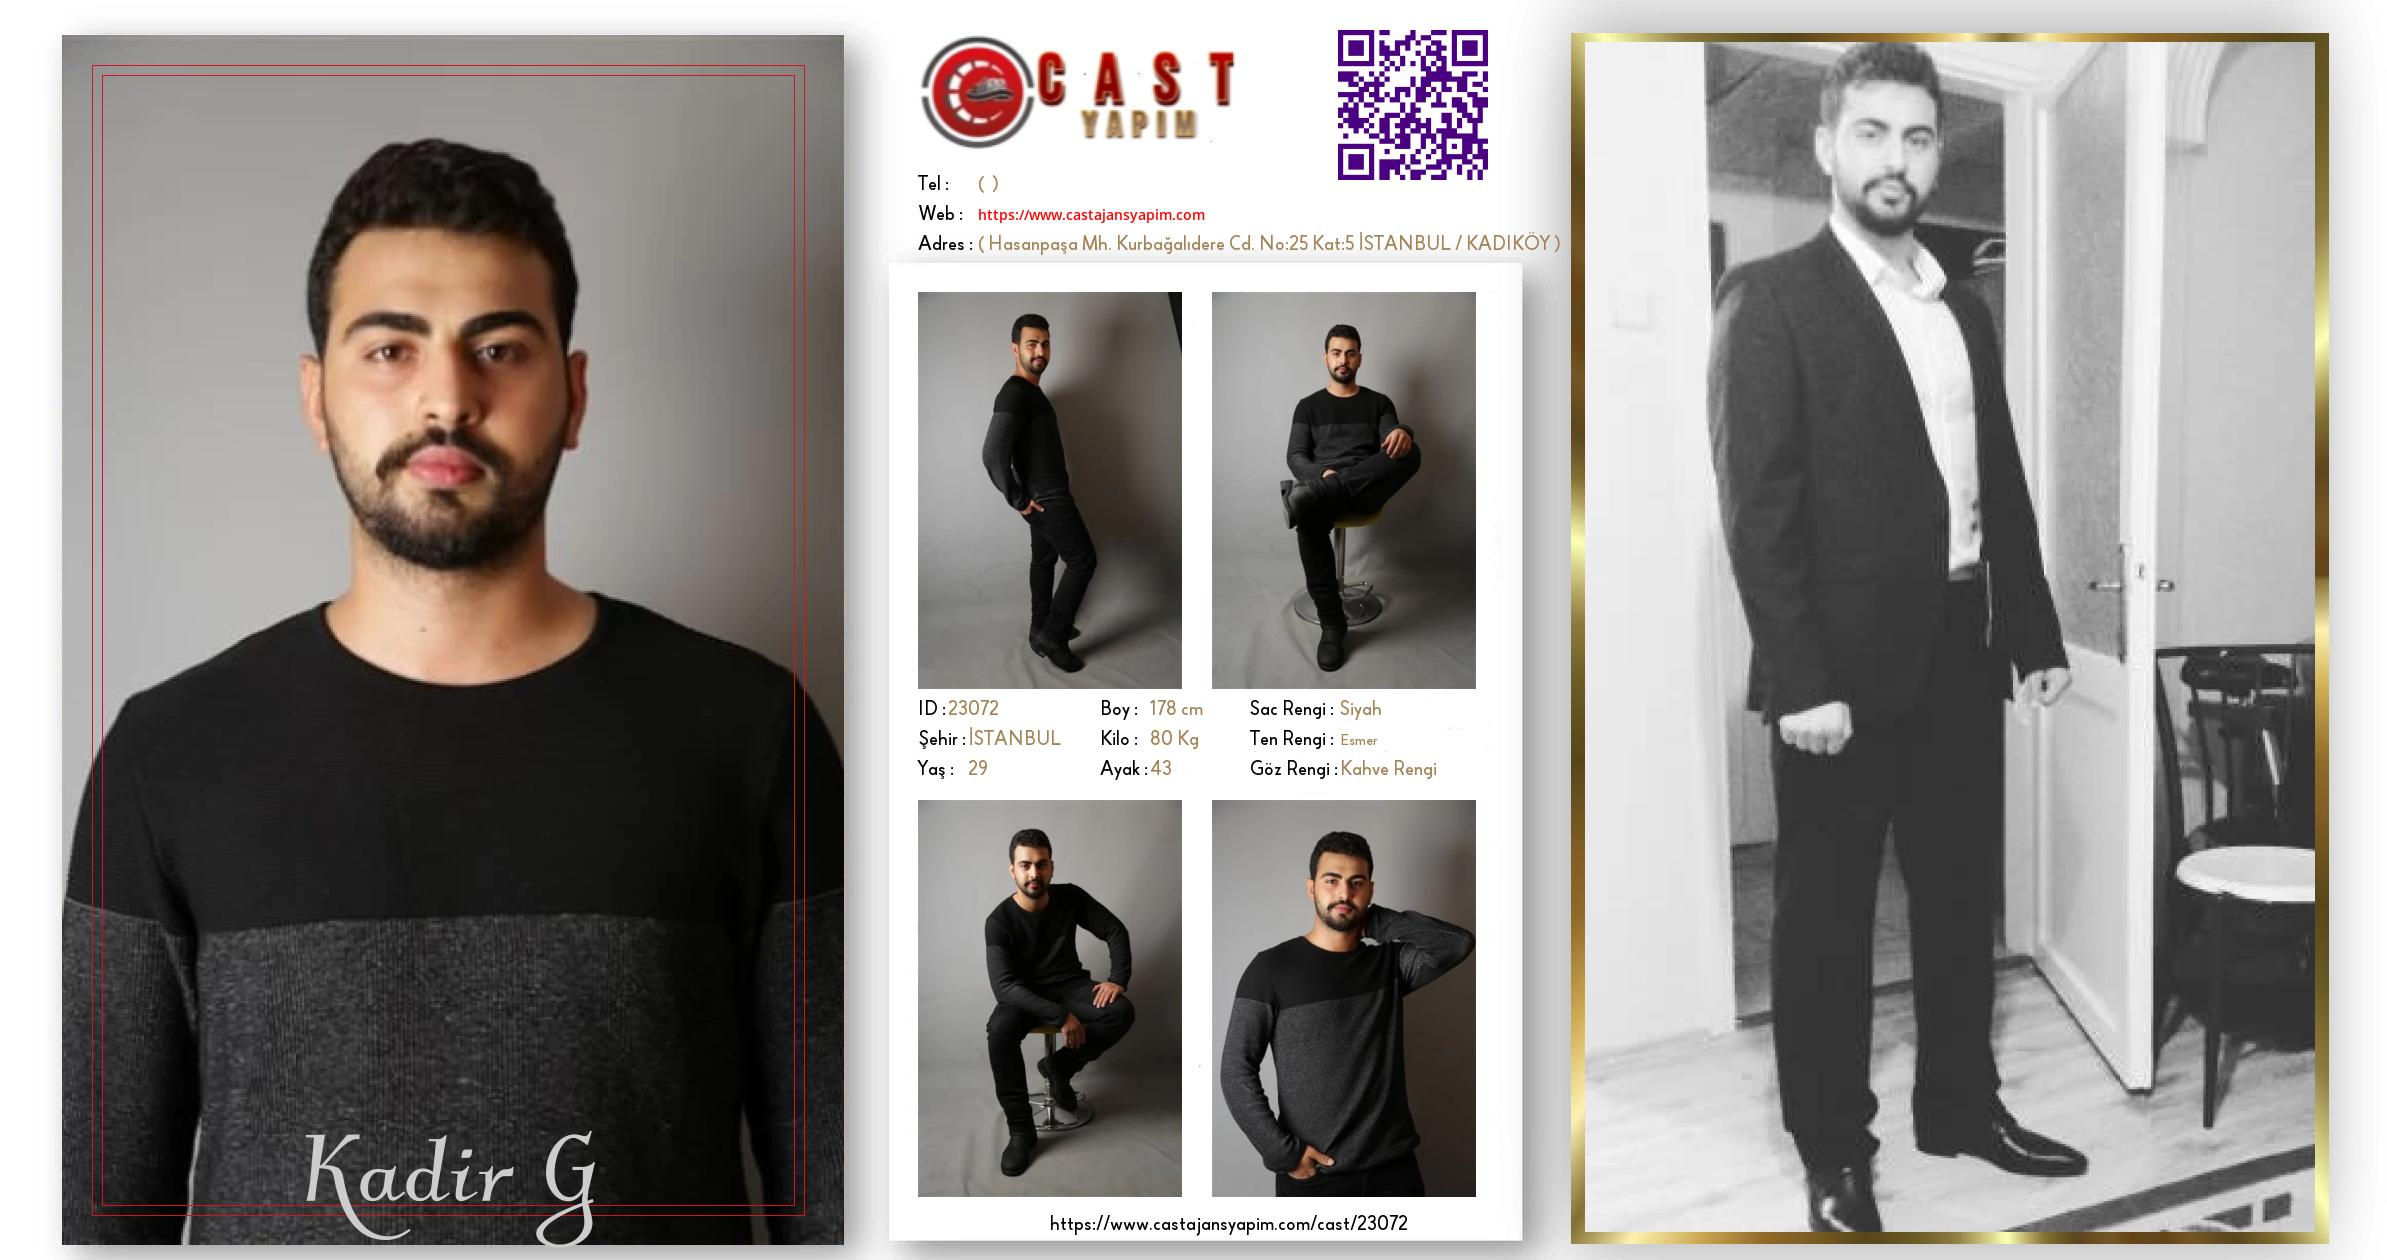 Kadir G
CAST
YAPIM
Tel : ( )
Web : https://www.castajansyapim.com
Adres : ( Hasanpaşa Mh. Kurbağalıdere Cd. No:25 Kat:5 İSTANBUL / KADIKÖY )
ID : 23072 Boy : 178 cm Sac Rengi : Siyah
Şehir : İSTANBUL Kilo : 80 Kg Ten Rengi : Esmer
Yaş : 29 Ayak : 43 Göz Rengi : Kahve Rengi
https://www.castajansyapim.com/cast/23072